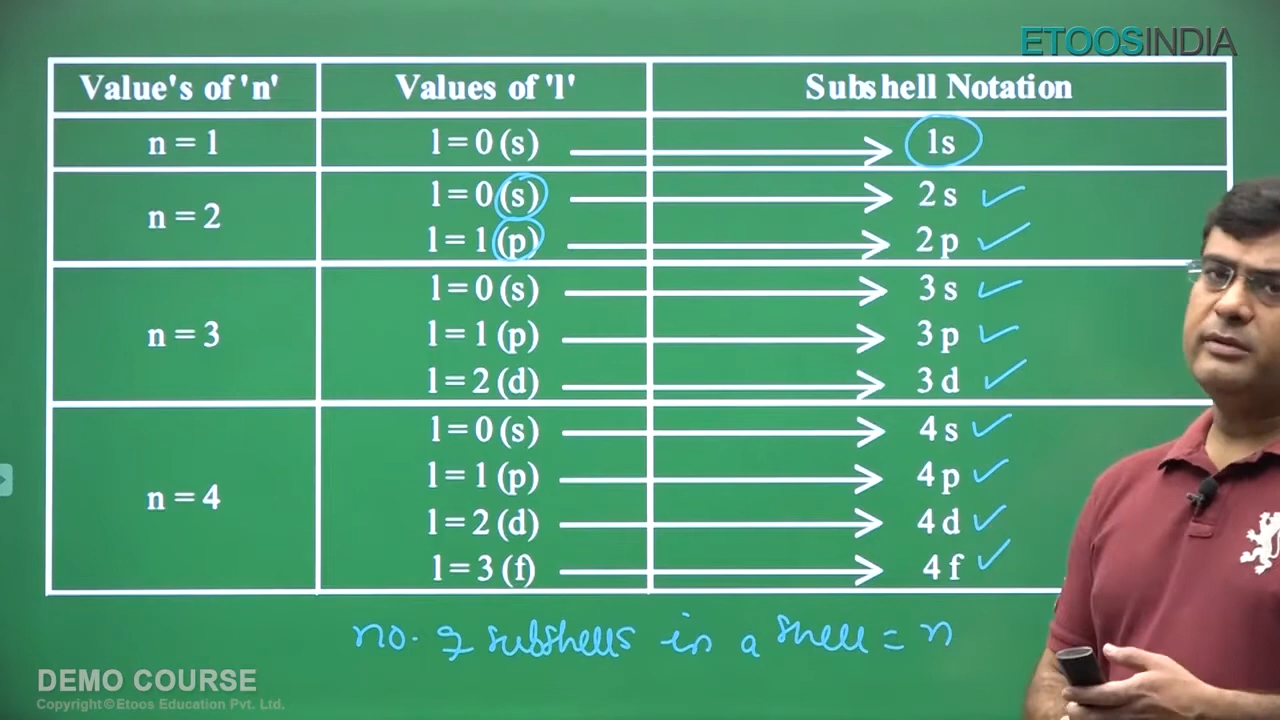 ETOOSINDIA
Value's of 'n' Values of 'l' Subshell Notation
n = 1 l = 0 (s) 1s
n = 2 l = 0 (s) 2 s
l = 1 (p) 2 p
n = 3 l = 0 (s) 3 s
l = 1 (p) 3 p
l = 2 (d) 3 d
n = 4 l = 0 (s) 4 s
l = 1 (p) 4 p
l = 2 (d) 4 d
l = 3 (f) 4 f
no. of subshells in a shell = n
DEMO COURSE
Copyright © Etoos Education Pvt. Ltd.